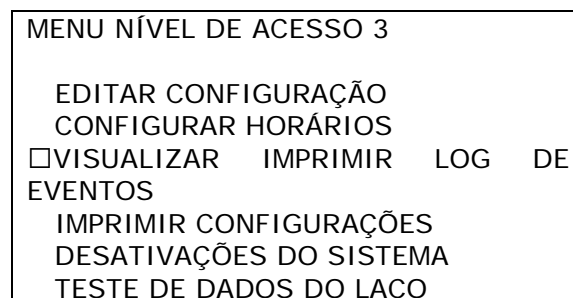 MENU NÍVEL DE ACESSO 3
EDITAR CONFIGURAÇÃO
CONFIGURAR HORÁRIOS
□VISUALIZAR IMPRIMIR LOG DE
EVENTOS
IMPRIMIR CONFIGURAÇÕES
DESATIVAÇÕES DO SISTEMA
TESTE DE DADOS DO LAÇO